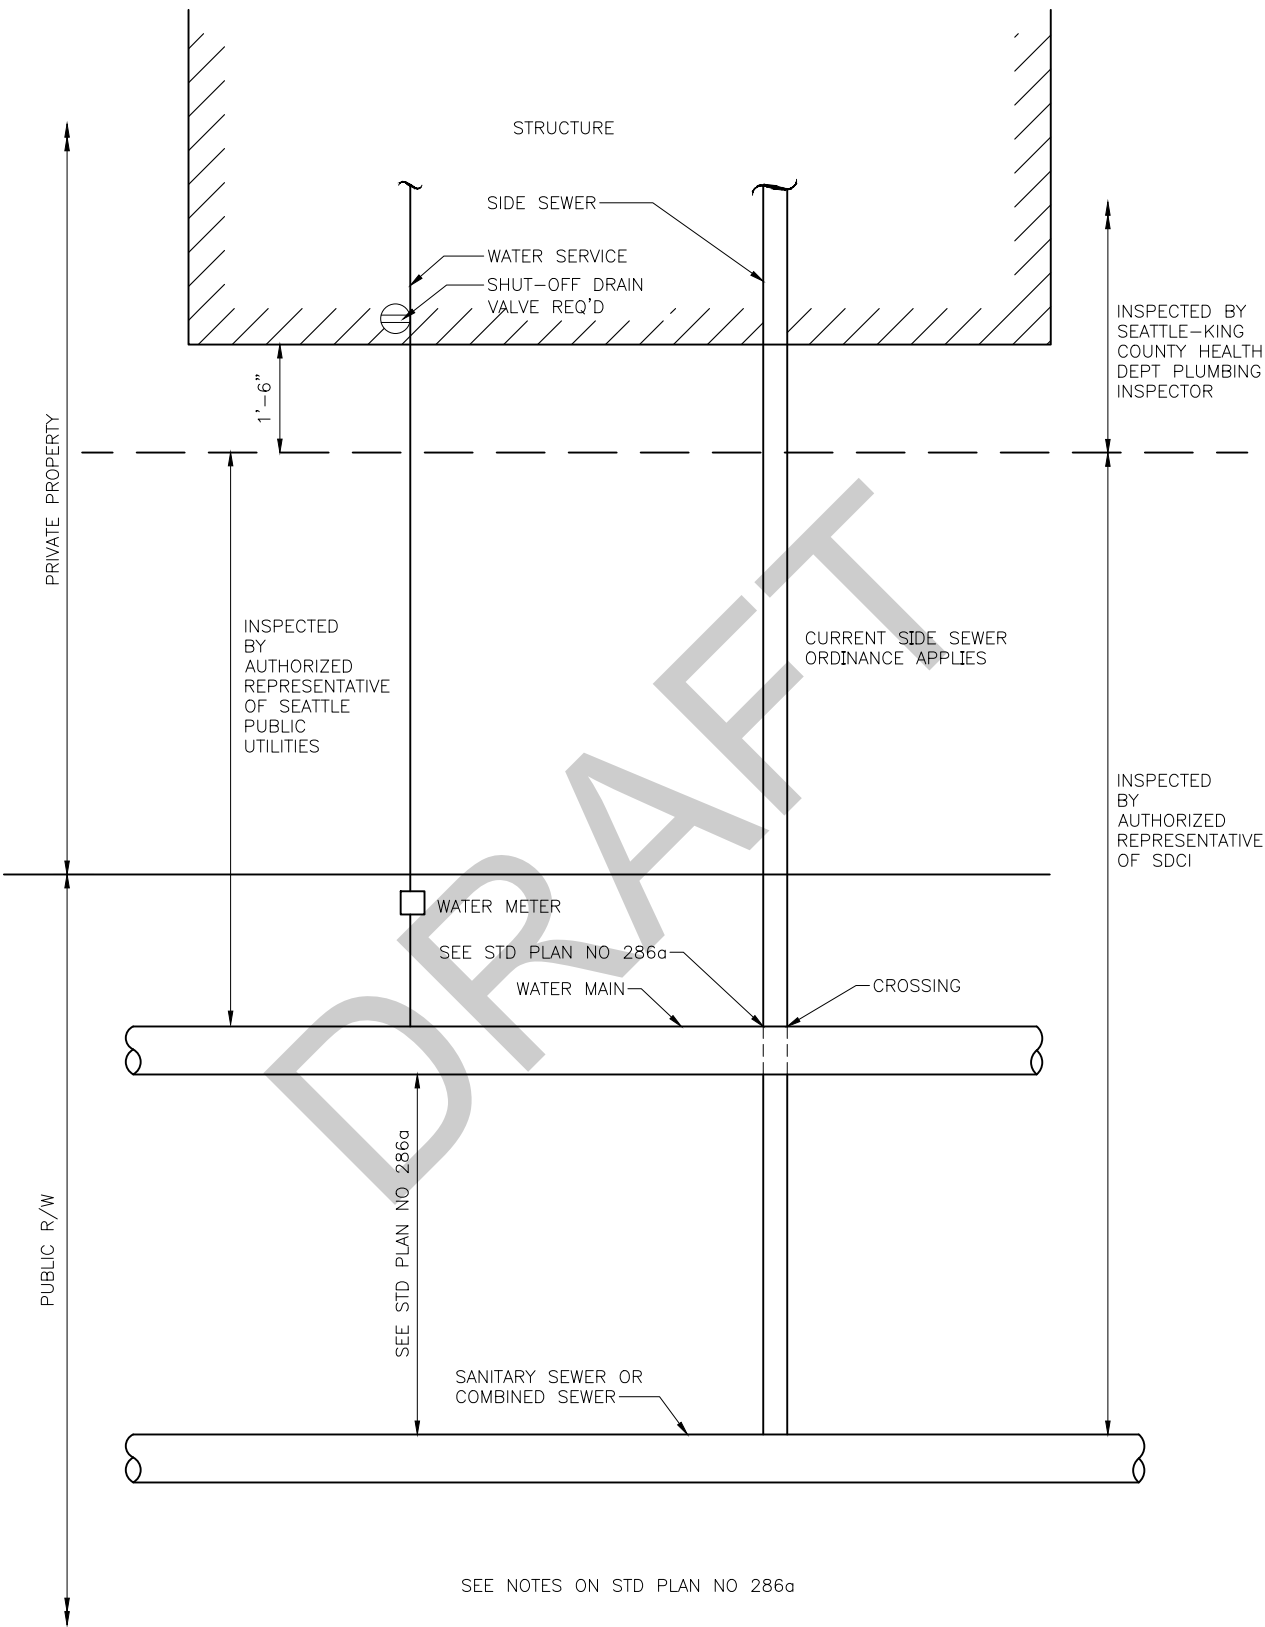 STRUCTURE
SIDE SEWER
WATER SERVICE
SHUT-OFF DRAIN
VALVE REQ'D
INSPECTED BY
SEATTLE-KING
COUNTY HEALTH
DEPT PLUMBING
INSPECTOR
1'-6"
PRIVATE PROPERTY
INSPECTED
BY
AUTHORIZED
REPRESENTATIVE
OF SEATTLE
PUBLIC
UTILITIES
CURRENT SIDE SEWER
ORDINANCE APPLIES
INSPECTED
BY
AUTHORIZED
REPRESENTATIVE
OF SDCI
DRAFT
WATER METER
SEE STD PLAN NO 286a
WATER MAIN
CROSSING
SEE STD PLAN NO 286a
PUBLIC R/W
SANITARY SEWER OR
COMBINED SEWER
SEE NOTES ON STD PLAN NO 286a